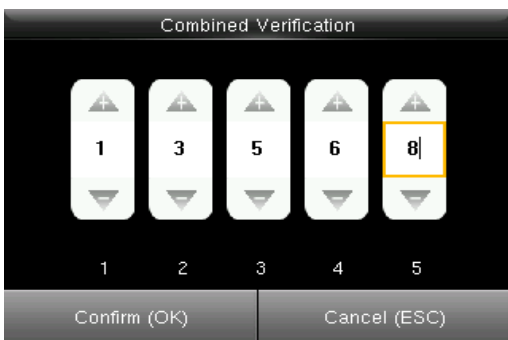 Combined Verification
+ + + + +
1 3 5 6 8
− − − − −
1 2 3 4 5
Confirm (OK) Cancel (ESC)